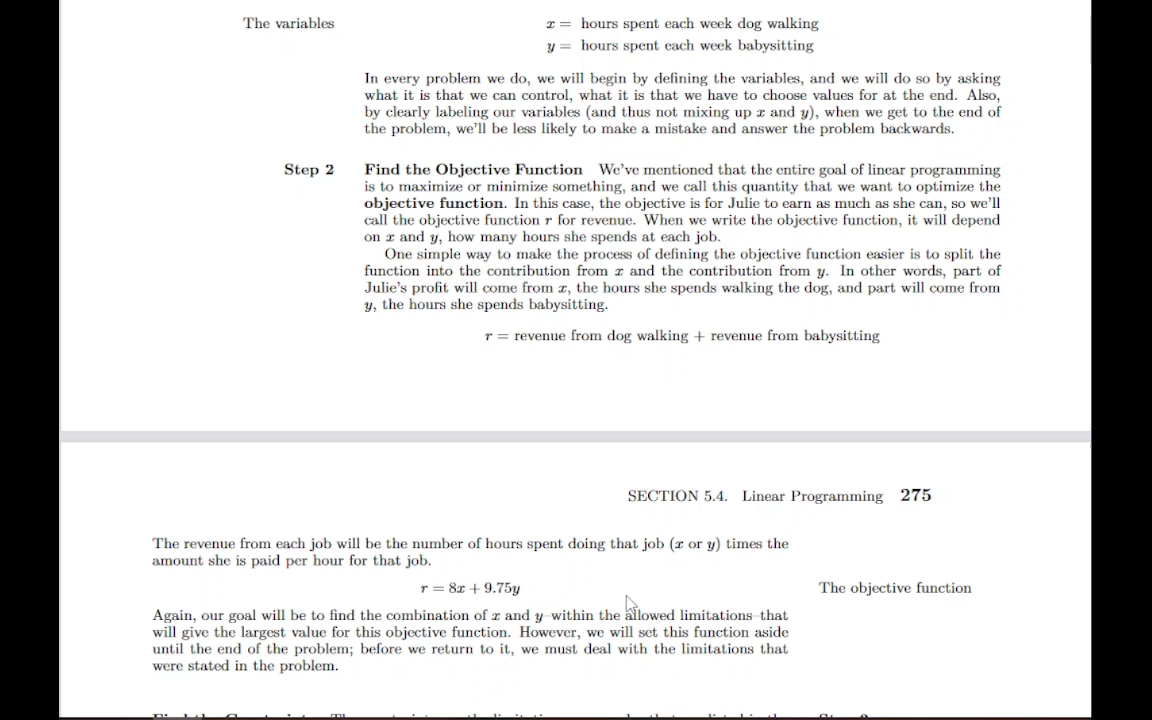 The variables
x = hours spent each week dog walking
y = hours spent each week babysitting
In every problem we do, we will begin by defining the variables, and we will do so by asking
what it is that we can control, what it is that we have to choose values for at the end. Also,
by clearly labeling our variables (and thus not mixing up x and y), when we get to the end of
the problem, we'll be less likely to make a mistake and answer the problem backwards.
Step 2 Find the Objective Function We've mentioned that the entire goal of linear programming
is to maximize or minimize something, and we call this quantity that we want to optimize the
objective function. In this case, the objective is for Julie to earn as much as she can, so we'll
call the objective function r for revenue. When we write the objective function, it will depend
on x and y, how many hours she spends at each job.
One simple way to make the process of defining the objective function easier is to split the
function into the contribution from x and the contribution from y. In other words, part of
Julie's profit will come from x, the hours she spends walking the dog, and part will come from
y, the hours she spends babysitting.
r = revenue from dog walking + revenue from babysitting
SECTION 5.4. Linear Programming 275
The revenue from each job will be the number of hours spent doing that job (x or y) times the
amount she is paid per hour for that job.
r = 8x + 9.75y
The objective function
Again, our goal will be to find the combination of x and y–within the allowed limitations–that
will give the largest value for this objective function. However, we will set this function aside
until the end of the problem; before we return to it, we must deal with the limitations that
were stated in the problem.